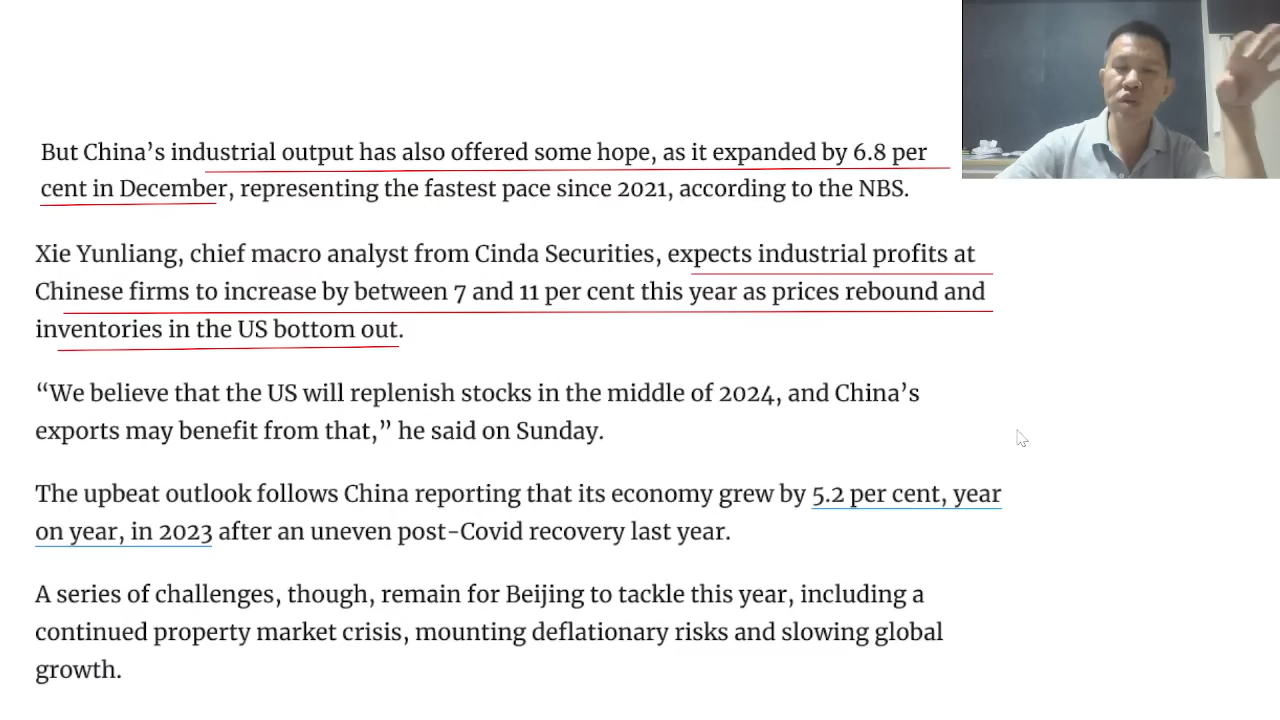 But China’s industrial output has also offered some hope, as it expanded by 6.8 per
cent in December, representing the fastest pace since 2021, according to the NBS.
Xie Yunliang, chief macro analyst from Cinda Securities, expects industrial profits at
Chinese firms to increase by between 7 and 11 per cent this year as prices rebound and
inventories in the US bottom out.
“We believe that the US will replenish stocks in the middle of 2024, and China’s
exports may benefit from that,” he said on Sunday.
The upbeat outlook follows China reporting that its economy grew by 5.2 per cent, year
on year, in 2023 after an uneven post-Covid recovery last year.
A series of challenges, though, remain for Beijing to tackle this year, including a
continued property market crisis, mounting deflationary risks and slowing global
growth.